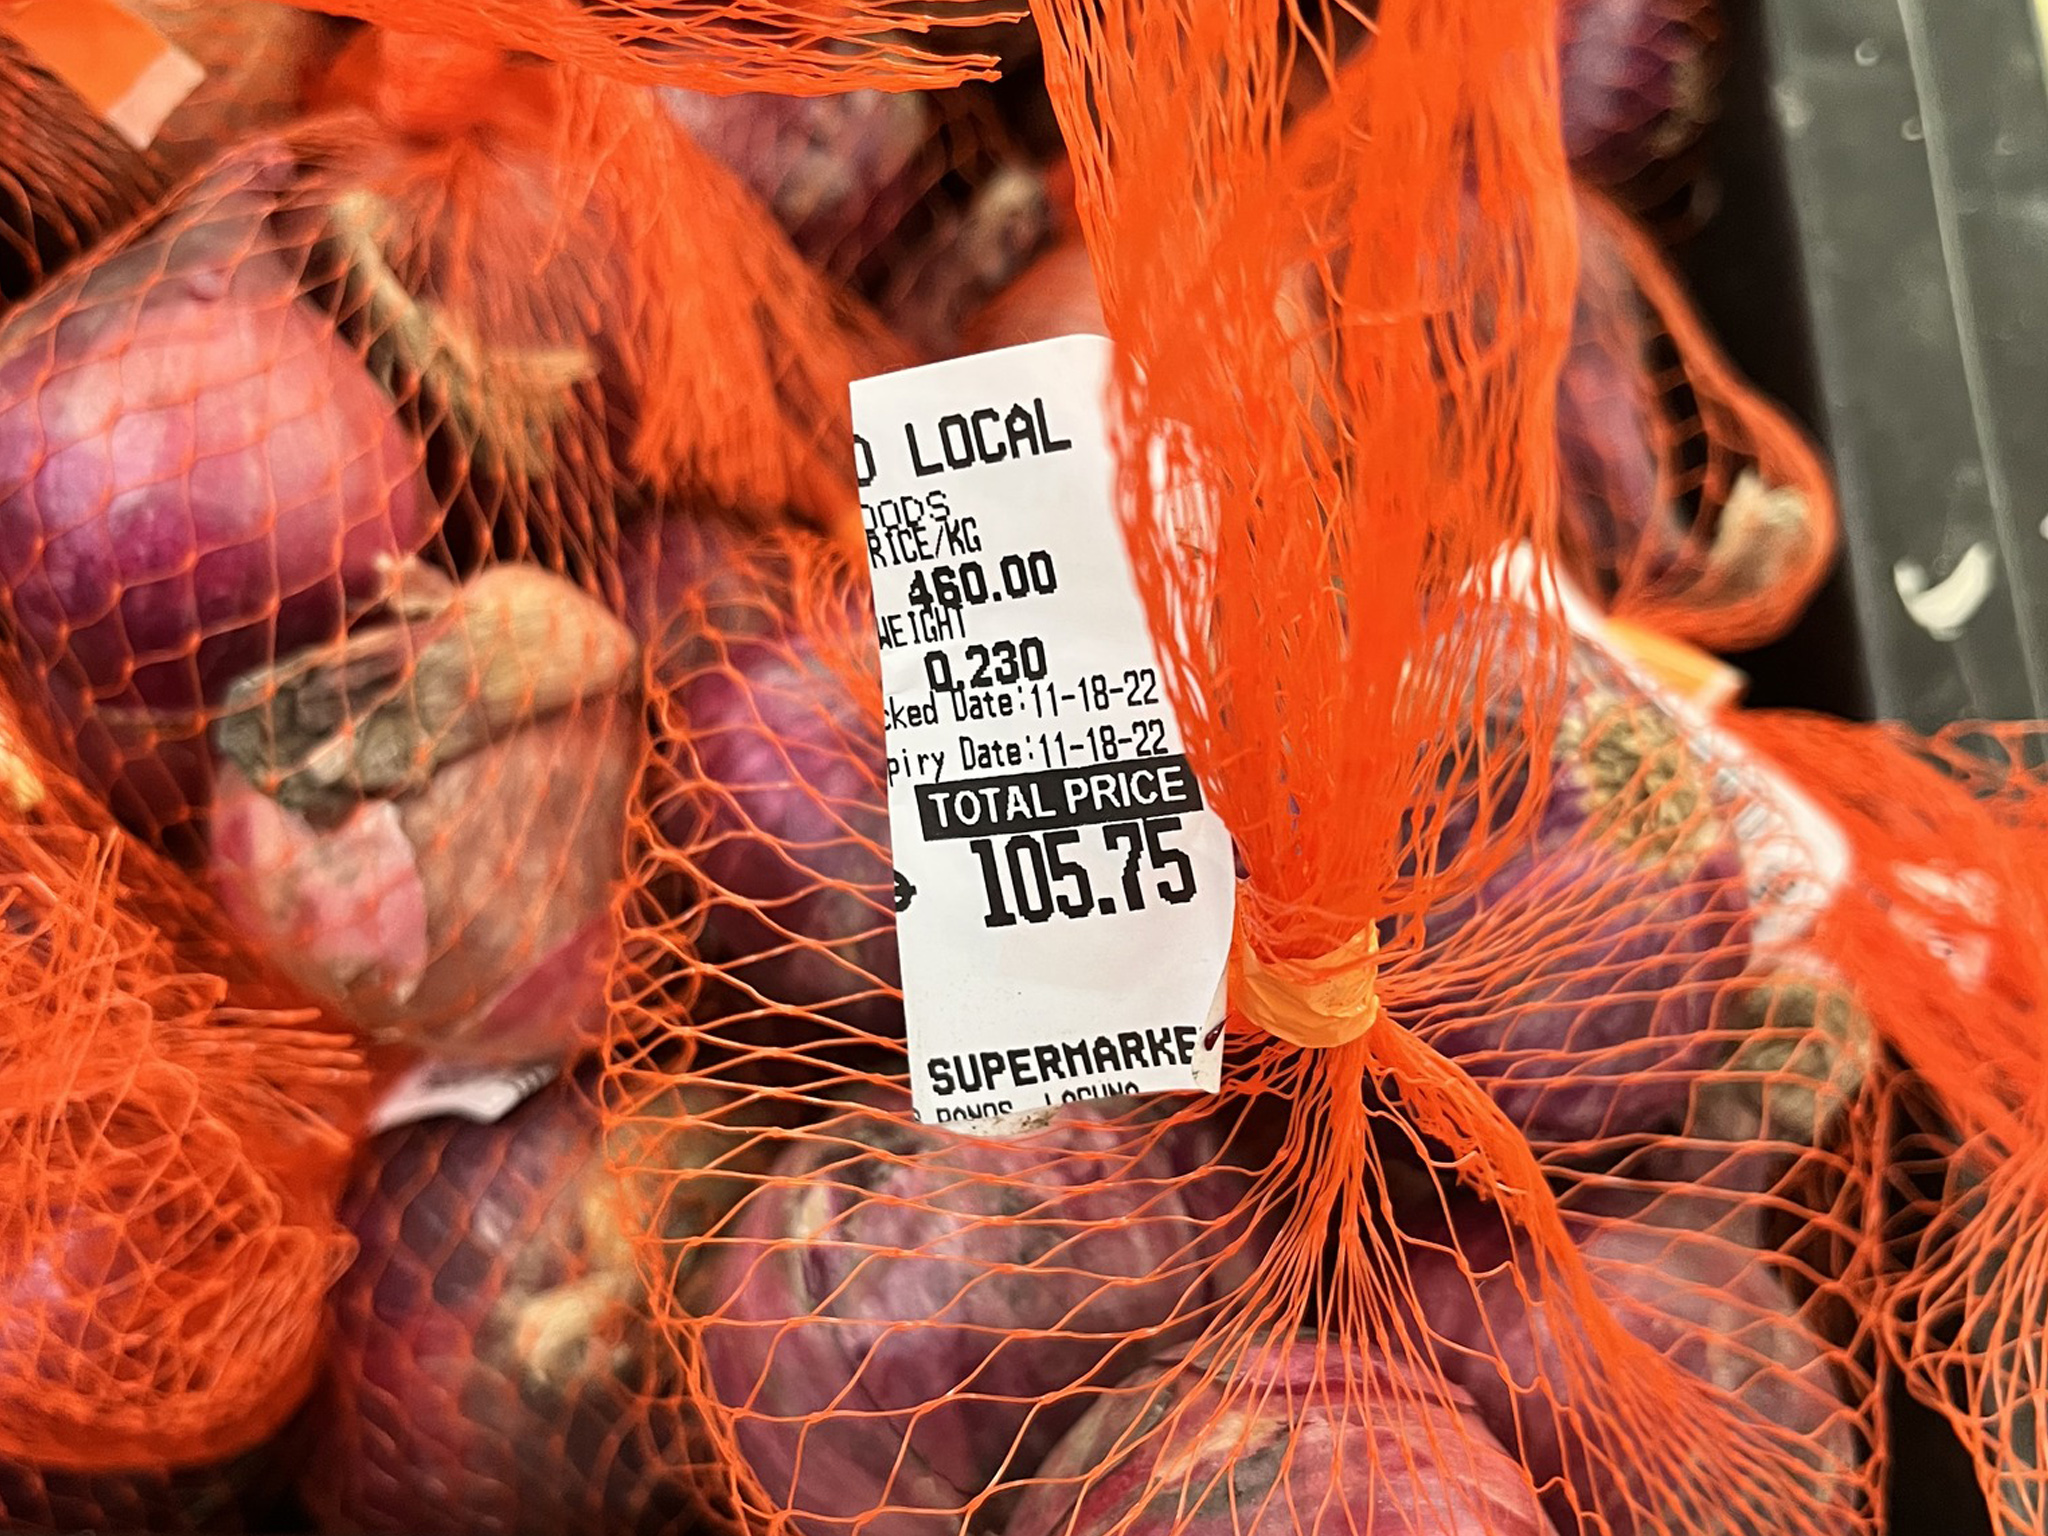 O LOCAL
OODS
RICE/KG
460.00
WEIGHT
0.230
cked Date:11-18-22
piry Date:11-18-22
TOTAL PRICE
105.75
SUPERMARKE